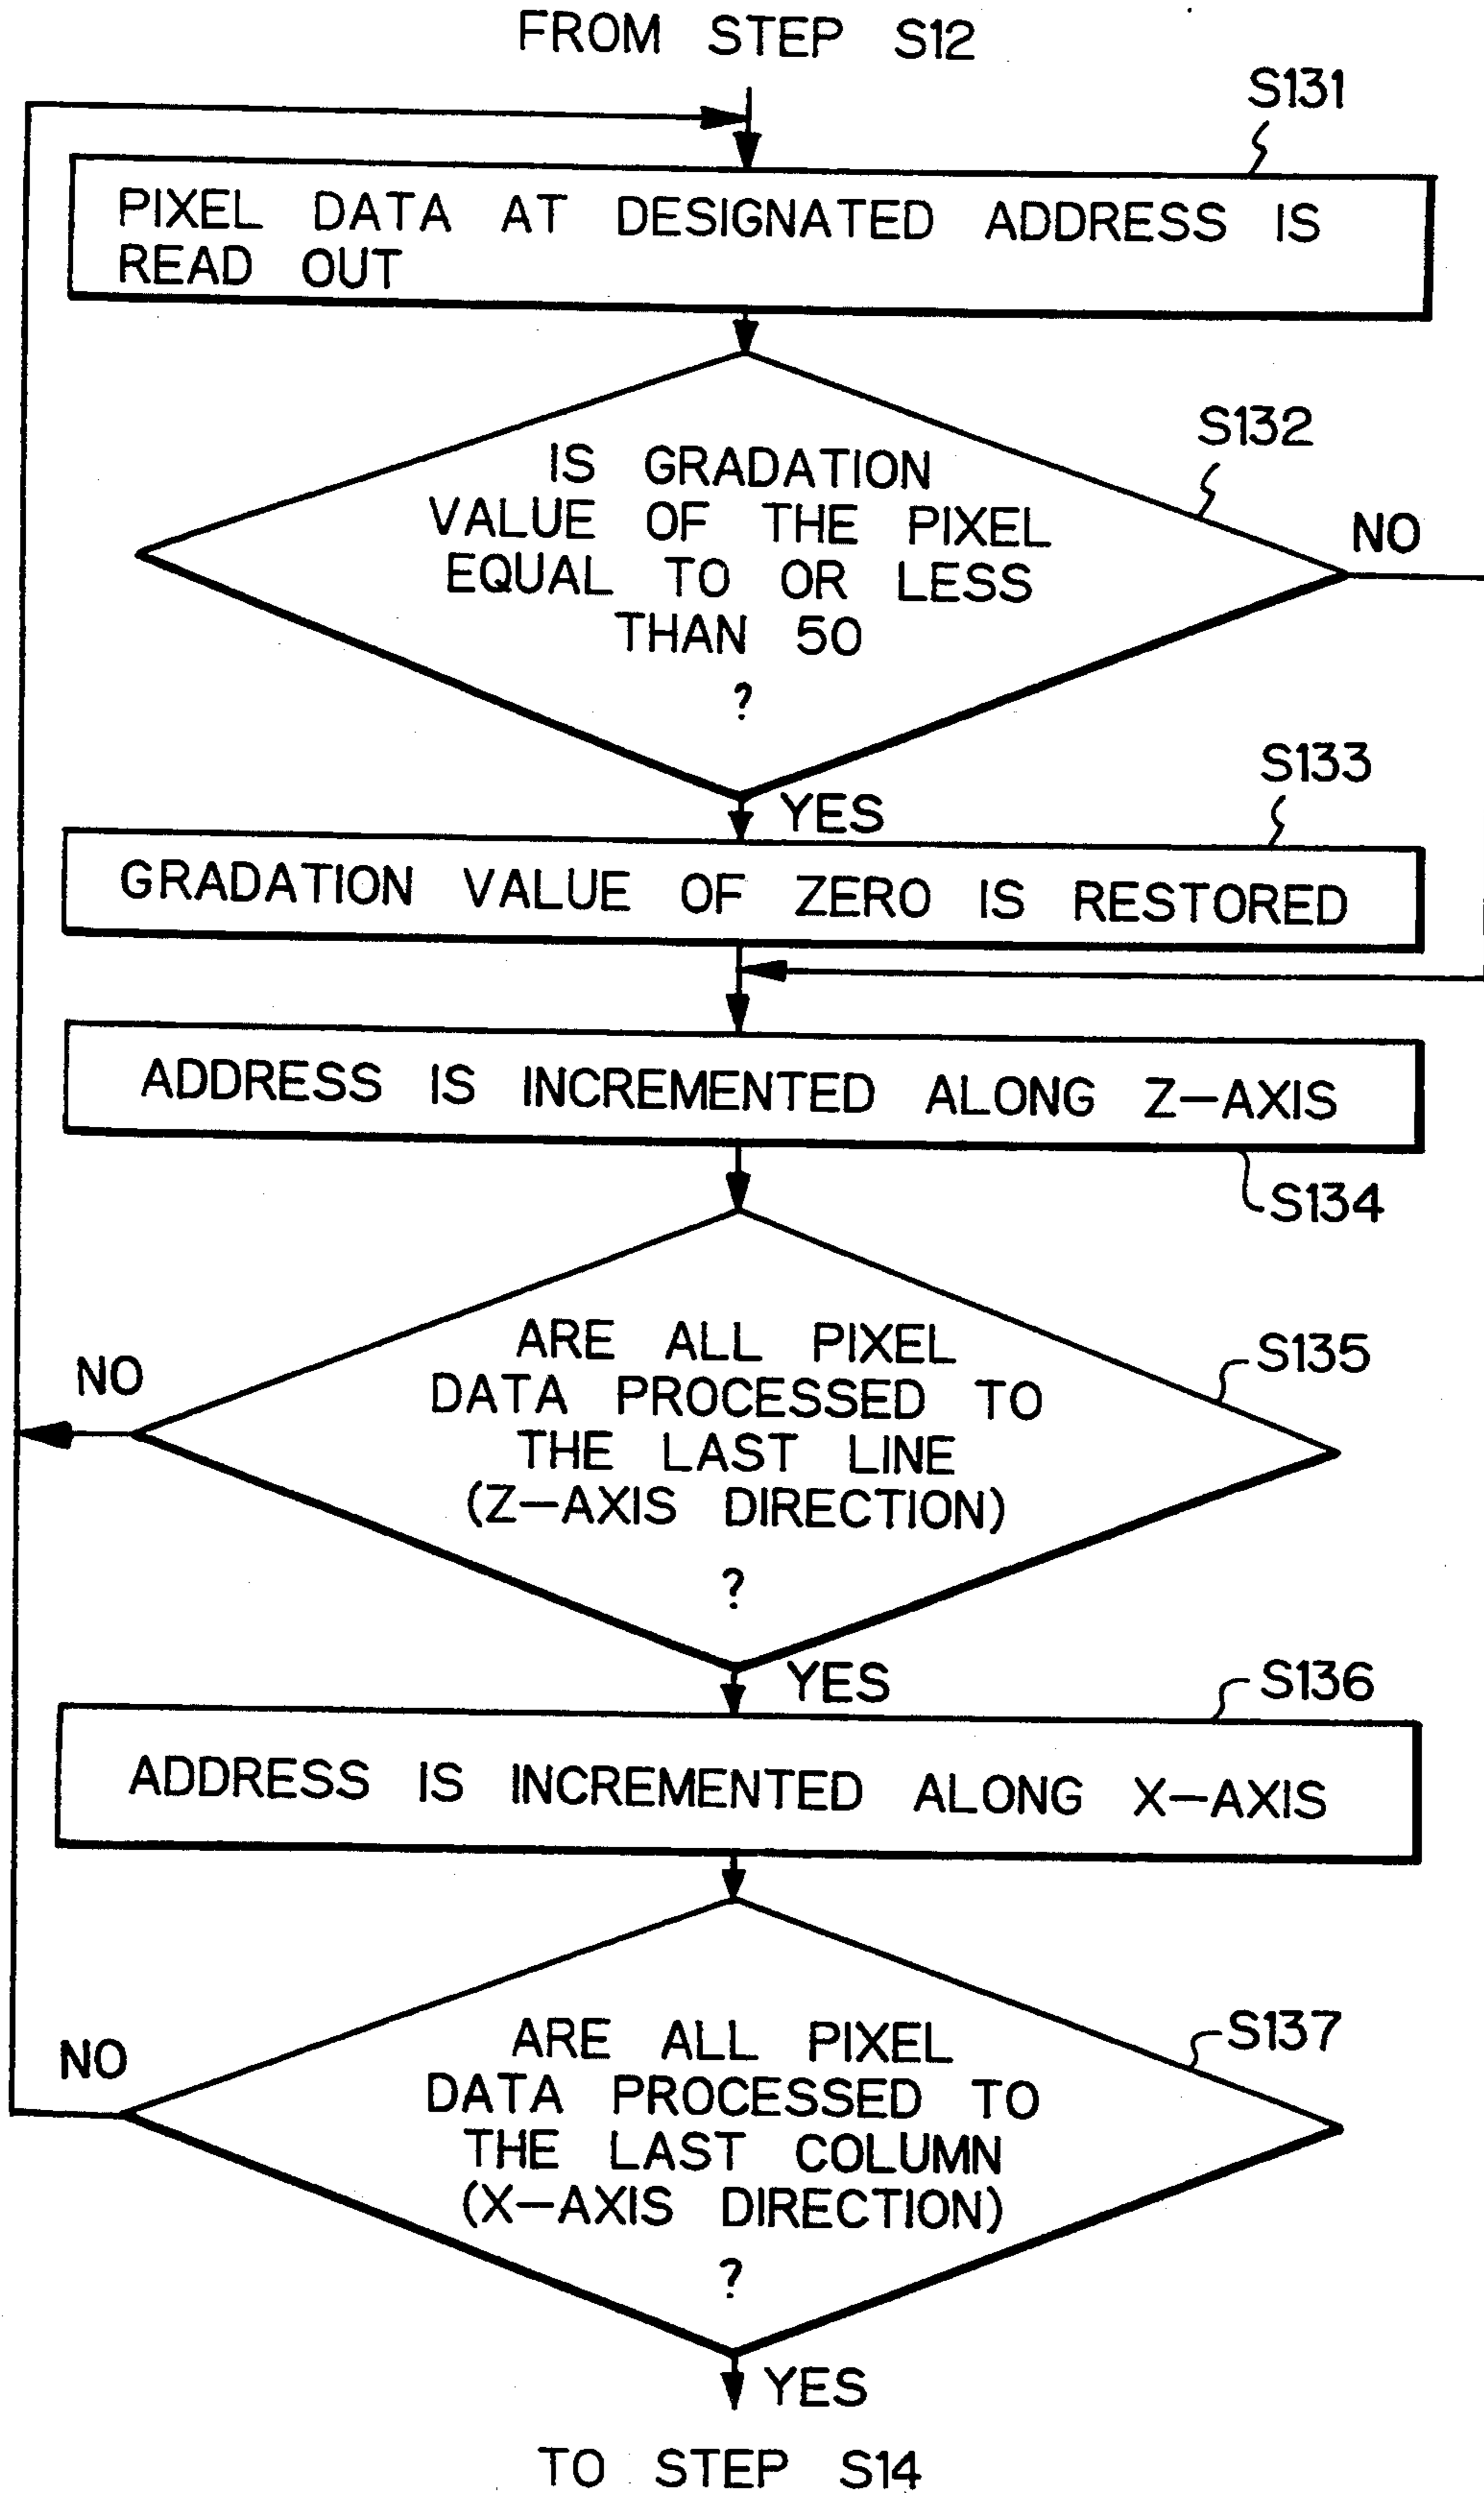 FROM STEP S12
S131
PIXEL DATA AT DESIGNATED ADDRESS IS
READ OUT
S132
IS GRADATION
VALUE OF THE PIXEL
EQUAL TO OR LESS
THAN 50
?
NO
YES
S133
GRADATION VALUE OF ZERO IS RESTORED
ADDRESS IS INCREMENTED ALONG Z-AXIS
S134
ARE ALL PIXEL
DATA PROCESSED TO
THE LAST LINE
(Z-AXIS DIRECTION)
?
S135
NO
YES
S136
ADDRESS IS INCREMENTED ALONG X-AXIS
S137
ARE ALL PIXEL
DATA PROCESSED TO
THE LAST COLUMN
(X-AXIS DIRECTION)
?
NO
YES
TO STEP S14